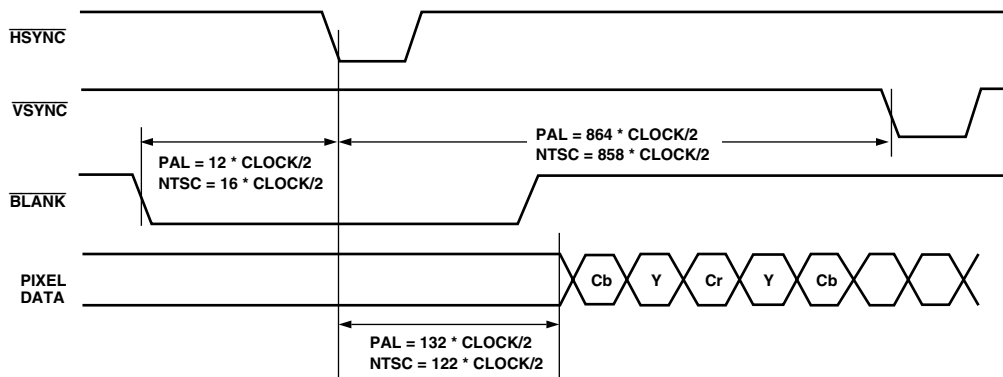 HSYNC
VSYNC
PAL = 864 * CLOCK/2
NTSC = 858 * CLOCK/2
PAL = 12 * CLOCK/2
NTSC = 16 * CLOCK/2
BLANK
PIXEL
DATA
Cb Y Cr Y Cb
PAL = 132 * CLOCK/2
NTSC = 122 * CLOCK/2